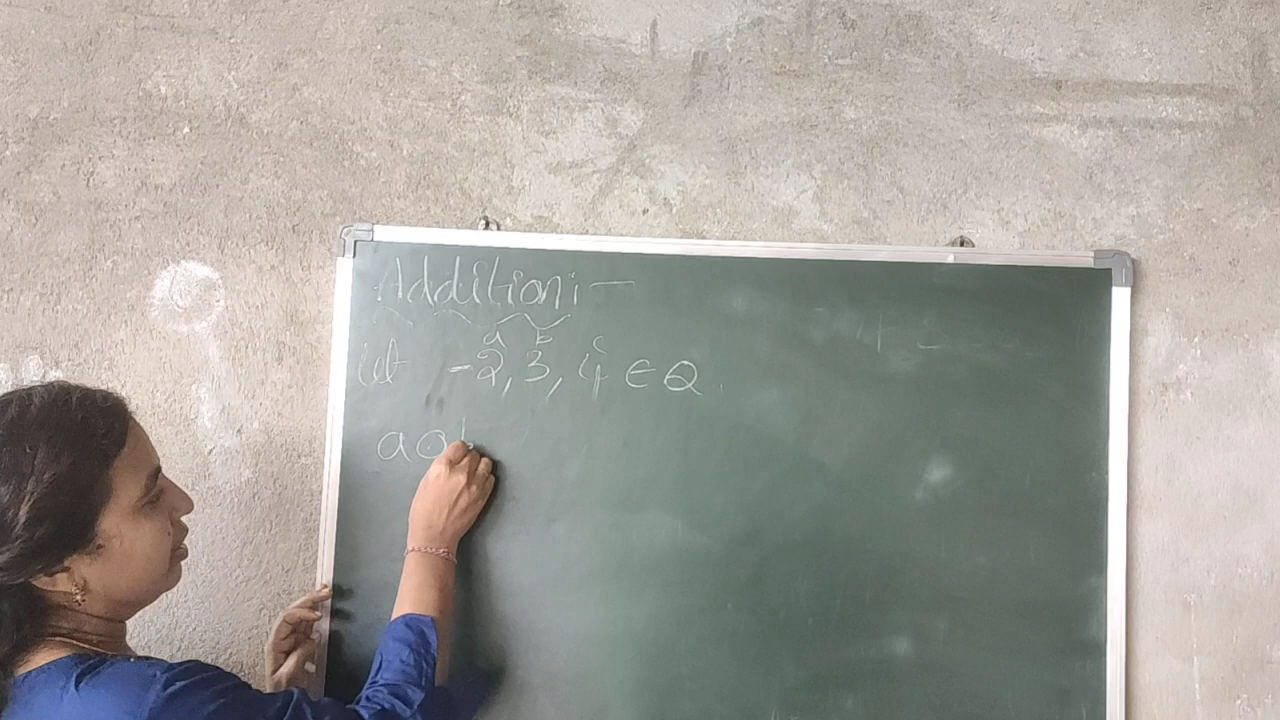 Addition:-
a b c
let -2, 3, 4 ∈ Q.
a o b